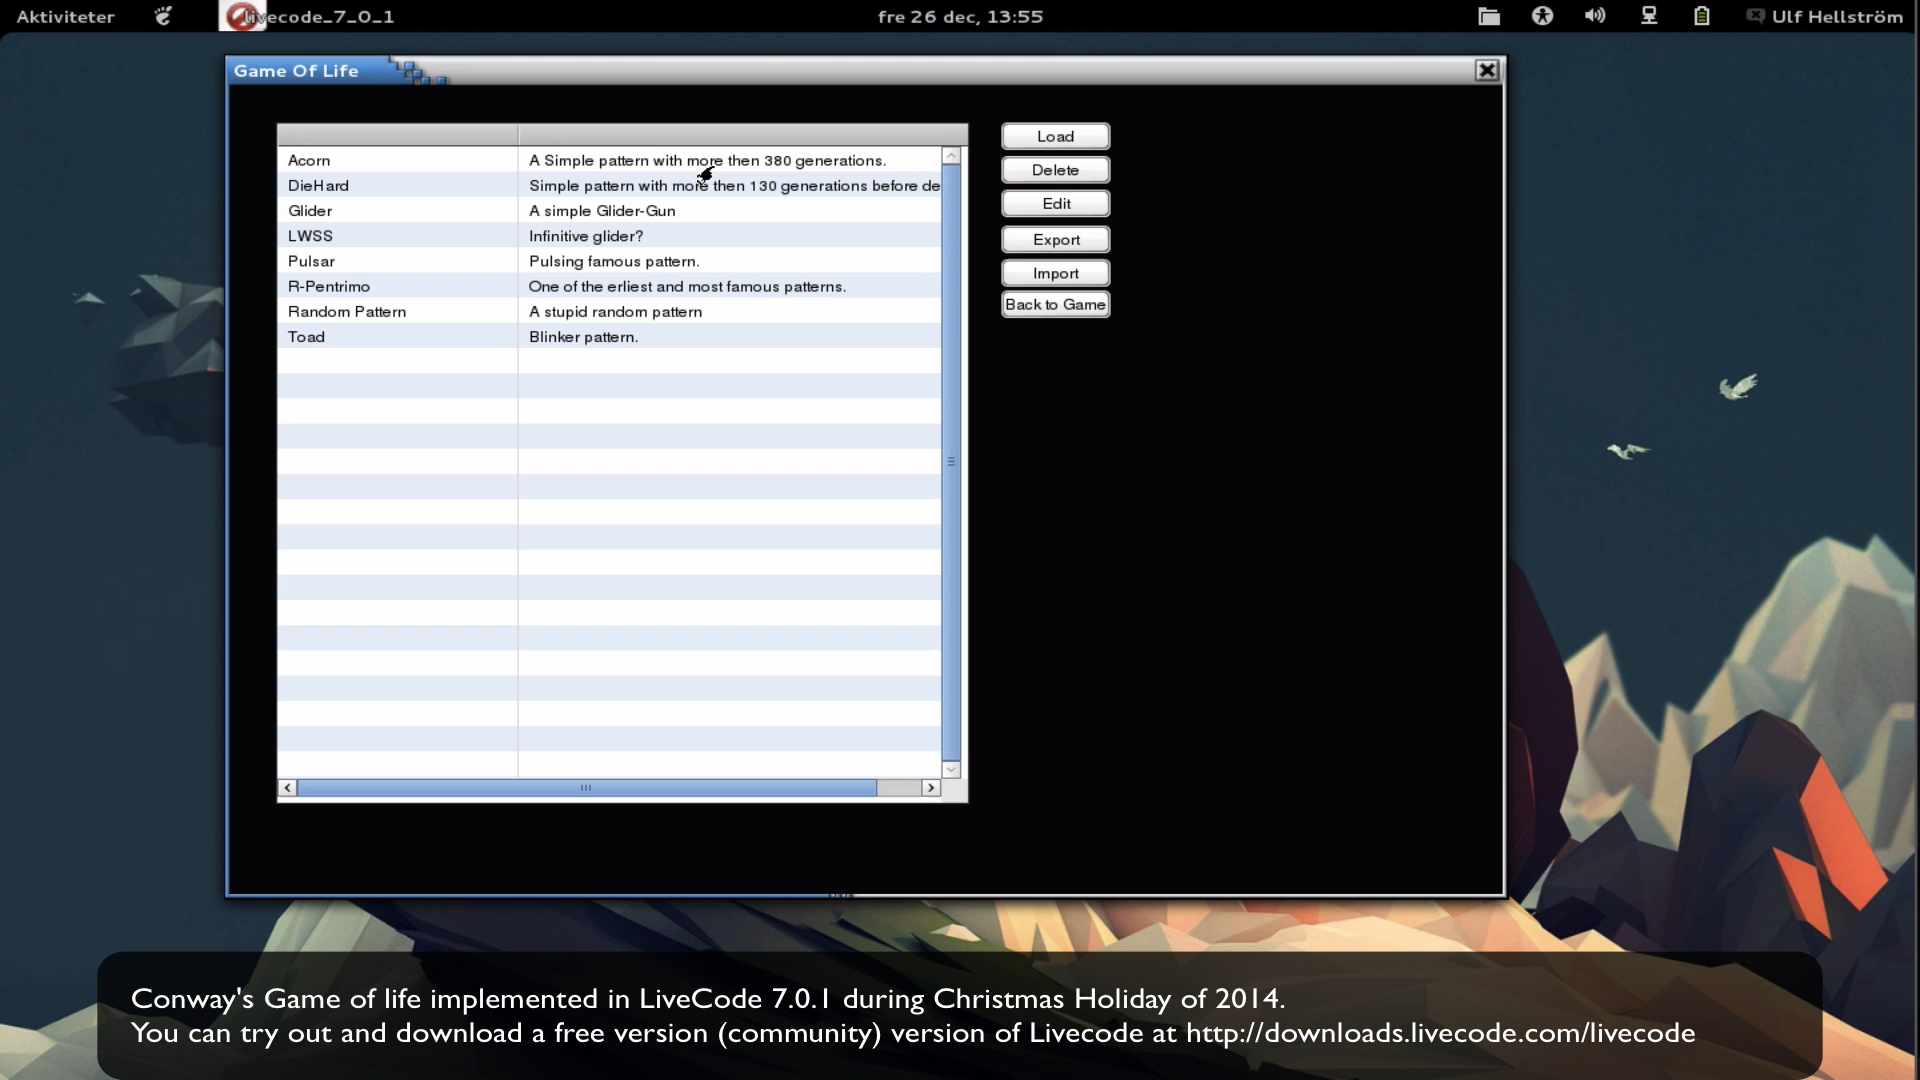 Aktiviteter
livecode_7_0_1
fre 26 dec, 13:55
Ulf Hellström
Game Of Life
Acorn A Simple pattern with more then 380 generations.
DieHard Simple pattern with more then 130 generations before de
Glider A simple Glider-Gun
LWSS Infinitive glider?
Pulsar Pulsing famous pattern.
R-Pentrimo One of the erliest and most famous patterns.
Random Pattern A stupid random pattern
Toad Blinker pattern.
Load
Delete
Edit
Export
Import
Back to Game
Conway's Game of life implemented in LiveCode 7.0.1 during Christmas Holiday of 2014.
You can try out and download a free version (community) version of Livecode at http://downloads.livecode.com/livecode